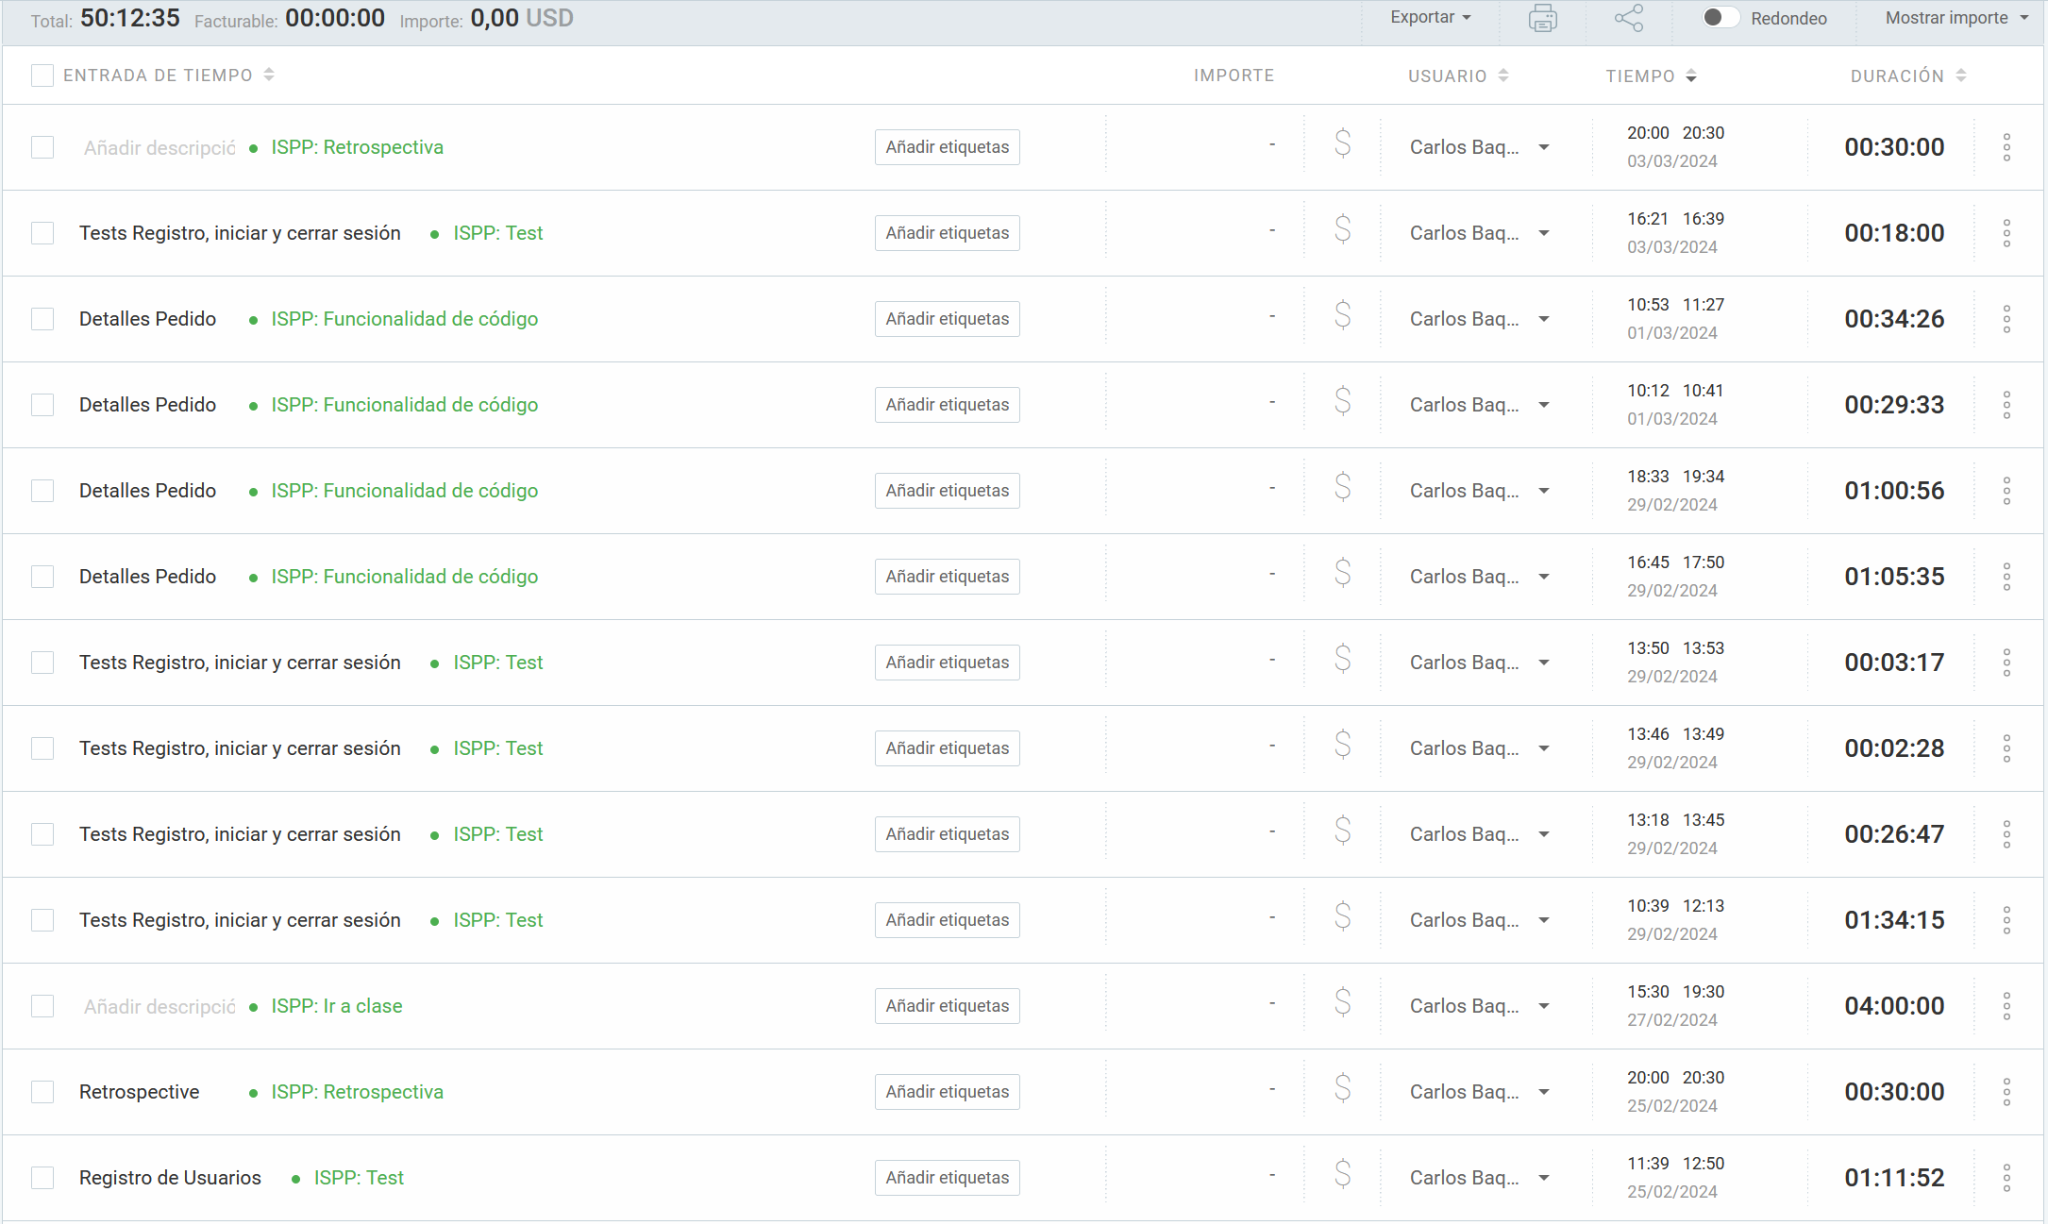 Total: 50:12:35 Facturable: 00:00:00 Importe: 0,00 USD Exportar Redondeo Mostrar importe
ENTRADA DE TIEMPO IMPORTE USUARIO TIEMPO DURACIÓN
Añadir descripció ISPP: Retrospectiva Añadir etiquetas - $ Carlos Baq... 20:00 20:30 00:30:00
03/03/2024
Tests Registro, iniciar y cerrar sesión ISPP: Test Añadir etiquetas - $ Carlos Baq... 16:21 16:39 00:18:00
03/03/2024
Detalles Pedido ISPP: Funcionalidad de código Añadir etiquetas - $ Carlos Baq... 10:53 11:27 00:34:26
01/03/2024
Detalles Pedido ISPP: Funcionalidad de código Añadir etiquetas - $ Carlos Baq... 10:12 10:41 00:29:33
01/03/2024
Detalles Pedido ISPP: Funcionalidad de código Añadir etiquetas - $ Carlos Baq... 18:33 19:34 01:00:56
29/02/2024
Detalles Pedido ISPP: Funcionalidad de código Añadir etiquetas - $ Carlos Baq... 16:45 17:50 01:05:35
29/02/2024
Tests Registro, iniciar y cerrar sesión ISPP: Test Añadir etiquetas - $ Carlos Baq... 13:50 13:53 00:03:17
29/02/2024
Tests Registro, iniciar y cerrar sesión ISPP: Test Añadir etiquetas - $ Carlos Baq... 13:46 13:49 00:02:28
29/02/2024
Tests Registro, iniciar y cerrar sesión ISPP: Test Añadir etiquetas - $ Carlos Baq... 13:18 13:45 00:26:47
29/02/2024
Tests Registro, iniciar y cerrar sesión ISPP: Test Añadir etiquetas - $ Carlos Baq... 10:39 12:13 01:34:15
29/02/2024
Añadir descripció ISPP: Ir a clase Añadir etiquetas - $ Carlos Baq... 15:30 19:30 04:00:00
27/02/2024
Retrospective ISPP: Retrospectiva Añadir etiquetas - $ Carlos Baq... 20:00 20:30 00:30:00
25/02/2024
Registro de Usuarios ISPP: Test Añadir etiquetas - $ Carlos Baq... 11:39 12:50 01:11:52
25/02/2024